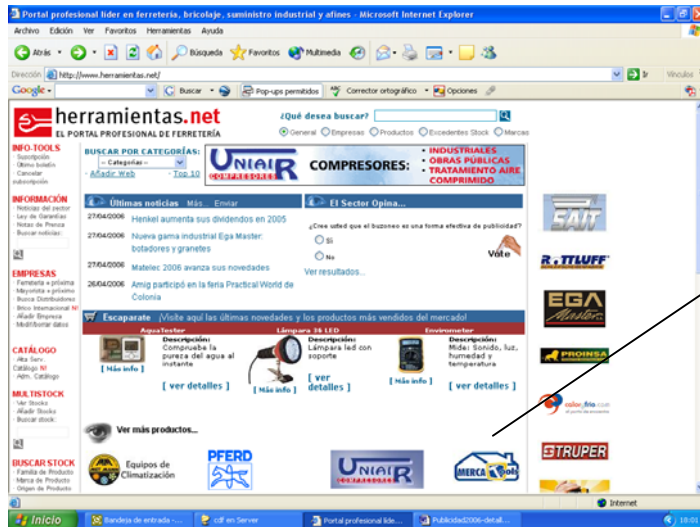 Portal profesional líder en ferretería, bricolaje, suministro industrial y afines - Microsoft Internet Explorer
Archivo Edición Ver Favoritos Herramientas Ayuda
Atrás Búsqueda Favoritos Multimedia
Dirección http://www.herramientas.net/ Ir Vínculos
Google Buscar Pop-ups permitidos Corrector ortográfico Opciones
herramientas.net
EL PORTAL PROFESIONAL DE FERRETERÍA
¿Qué desea buscar?
General Empresas Productos Excedentes Stock Marcas
INFO-TOOLS
Suscripción
Último boletín
Cancelar
subscripción
BUSCAR POR CATEGORÍAS:
-- Categorías --
Añadir Web Top 10
UNIAIR
COMPRESORES
COMPRESORES:
• INDUSTRIALES
• OBRAS PÚBLICAS
• TRATAMIENTO AIRE
COMPRIMIDO
INFORMACIÓN
Noticias del sector
Ley de Garantías
Notas de Prensa
Buscar noticias:
Últimas noticias Más... Enviar
27/04/2006 Henkel aumenta sus dividendos en 2005
27/04/2006 Nueva gama industrial Ega Master:
botadores y granetes
27/04/2006 Matelec 2006 avanza sus novedades
26/04/2006 Amig participó en la feria Practical World de
Colonia
El Sector Opina...
¿Cree usted que el buzoneo es una forma efectiva de publicidad?
Sí
No
Vote
Ver resultados...
SAIT
ROTTLUFF
EGA
Master
PROINSA
color y frio.com
STRUPER
EMPRESAS
Ferretería + próxima
Mayorista + próximo
Busca Distribuidores
Brico Internacional N!
Añadir Empresa
Modif/borrar datos
CATÁLOGO
Alta Serv.
Catálogo N!
Adm. Catálogo
MULTISTOCK
Ver Stocks
Añadir Stocks
Buscar stock:
BUSCAR STOCK
Familia de Producto
Marca de Producto
Origen de Producto
Escaparate ¡Visite aquí las últimas novedades y los productos más vendidos del mercado!
AquaTester
Descripción:
Comprueba la
pureza del agua al
instante
[ Más info ]
[ ver detalles ]
Lámpara 36 LED
Descripción:
Lámpara led con
soporte
[ Más info ]
[ ver
detalles ]
Envirometer
Descripción:
Mide: Sonido, luz,
humedad y
temperatura
[ Más info ]
[ ver detalles ]
Ver más productos...
Equipos de
Climatización
PFERD
UNIAIR
COMPRESORES
MERCA Tools
Internet
Inicio Bandeja de entrada -... cdf en Server Portal profesional líde... Publicidad2006-detall...